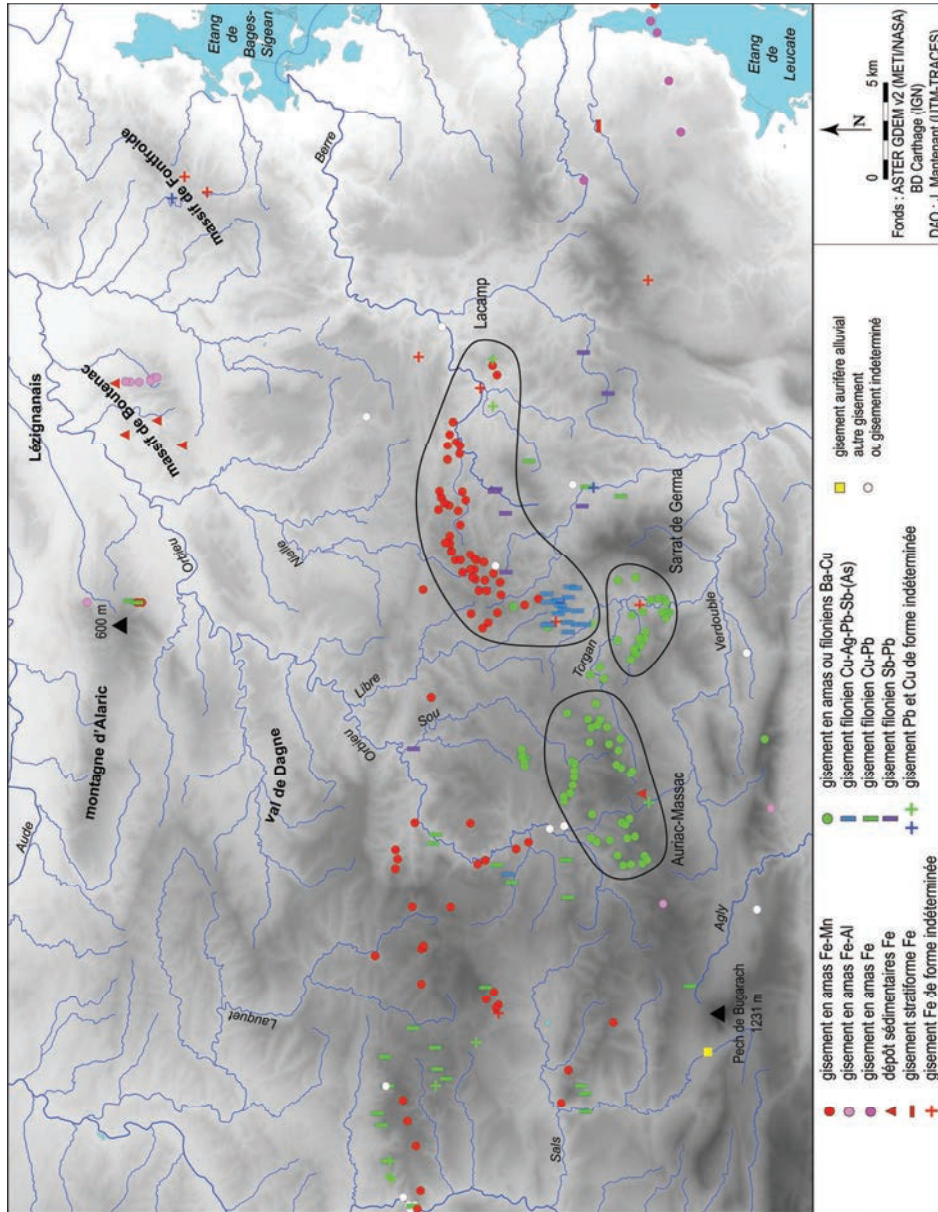 Aude
Lézignanais
montagne d'Alaric
600 m
massif de Boutenac
massif de Fontfroide
Etang
de
Bages-
Sigean
Orbieu
val de Dagne
Nielle
Berre
Lauquet
Orbieu
Libre
Sou
Lacamp
Torgan
Sarrat de Germa
Auriac-Massac
Verdouble
Sals
Agly
Pech de Bugarach
1231 m
Etang
de
Leucate
gisement en amas Fe-Mn
gisement en amas Fe-Al
gisement en amas Fe
dépôt sédimentaires Fe
gisement stratiforme Fe
gisement Fe de forme indéterminée
gisement en amas ou filoniens Ba-Cu
gisement filonien Cu-Ag-Pb-Sb-(As)
gisement filonien Cu-Pb
gisement filonien Sb-Pb
gisement Pb et Cu de forme indéterminée
gisement aurifère alluvial
autre gisement
ou gisement indéterminé
0 5 km
N
Fonds : ASTER GDEM v2 (METI/NASA)
BD Carthage (IGN)
DAO : J. Mantenant (UTM-TRACES)